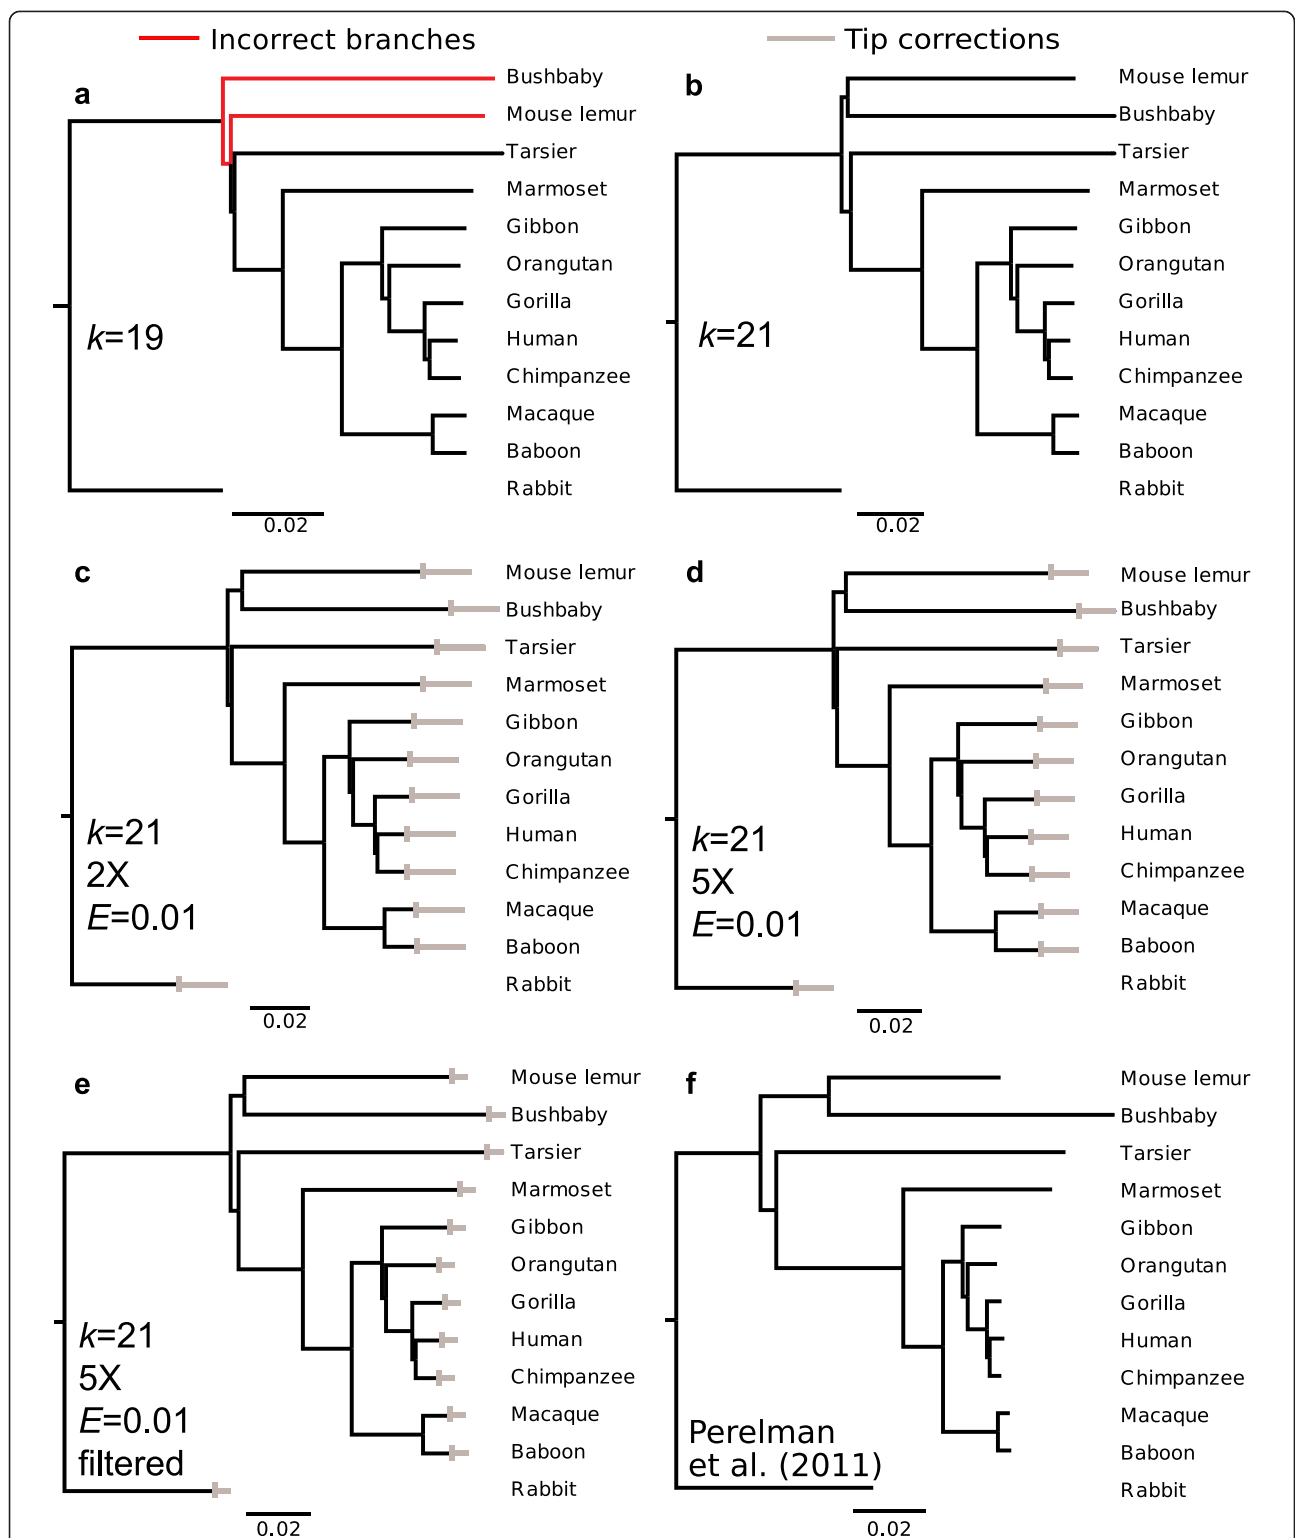 Incorrect branches
Tip corrections
a
Bushbaby
Mouse lemur
Tarsier
Marmoset
Gibbon
Orangutan
Gorilla
Human
Chimpanzee
Macaque
Baboon
Rabbit
k=19
0.02
b
Mouse lemur
Bushbaby
Tarsier
Marmoset
Gibbon
Orangutan
Gorilla
Human
Chimpanzee
Macaque
Baboon
Rabbit
k=21
0.02
c
Mouse lemur
Bushbaby
Tarsier
Marmoset
Gibbon
Orangutan
Gorilla
Human
Chimpanzee
Macaque
Baboon
Rabbit
k=21
2X
E=0.01
0.02
d
Mouse lemur
Bushbaby
Tarsier
Marmoset
Gibbon
Orangutan
Gorilla
Human
Chimpanzee
Macaque
Baboon
Rabbit
k=21
5X
E=0.01
0.02
e
Mouse lemur
Bushbaby
Tarsier
Marmoset
Gibbon
Orangutan
Gorilla
Human
Chimpanzee
Macaque
Baboon
Rabbit
k=21
5X
E=0.01
filtered
0.02
f
Mouse lemur
Bushbaby
Tarsier
Marmoset
Gibbon
Orangutan
Gorilla
Human
Chimpanzee
Macaque
Baboon
Rabbit
Perelman
et al. (2011)
0.02